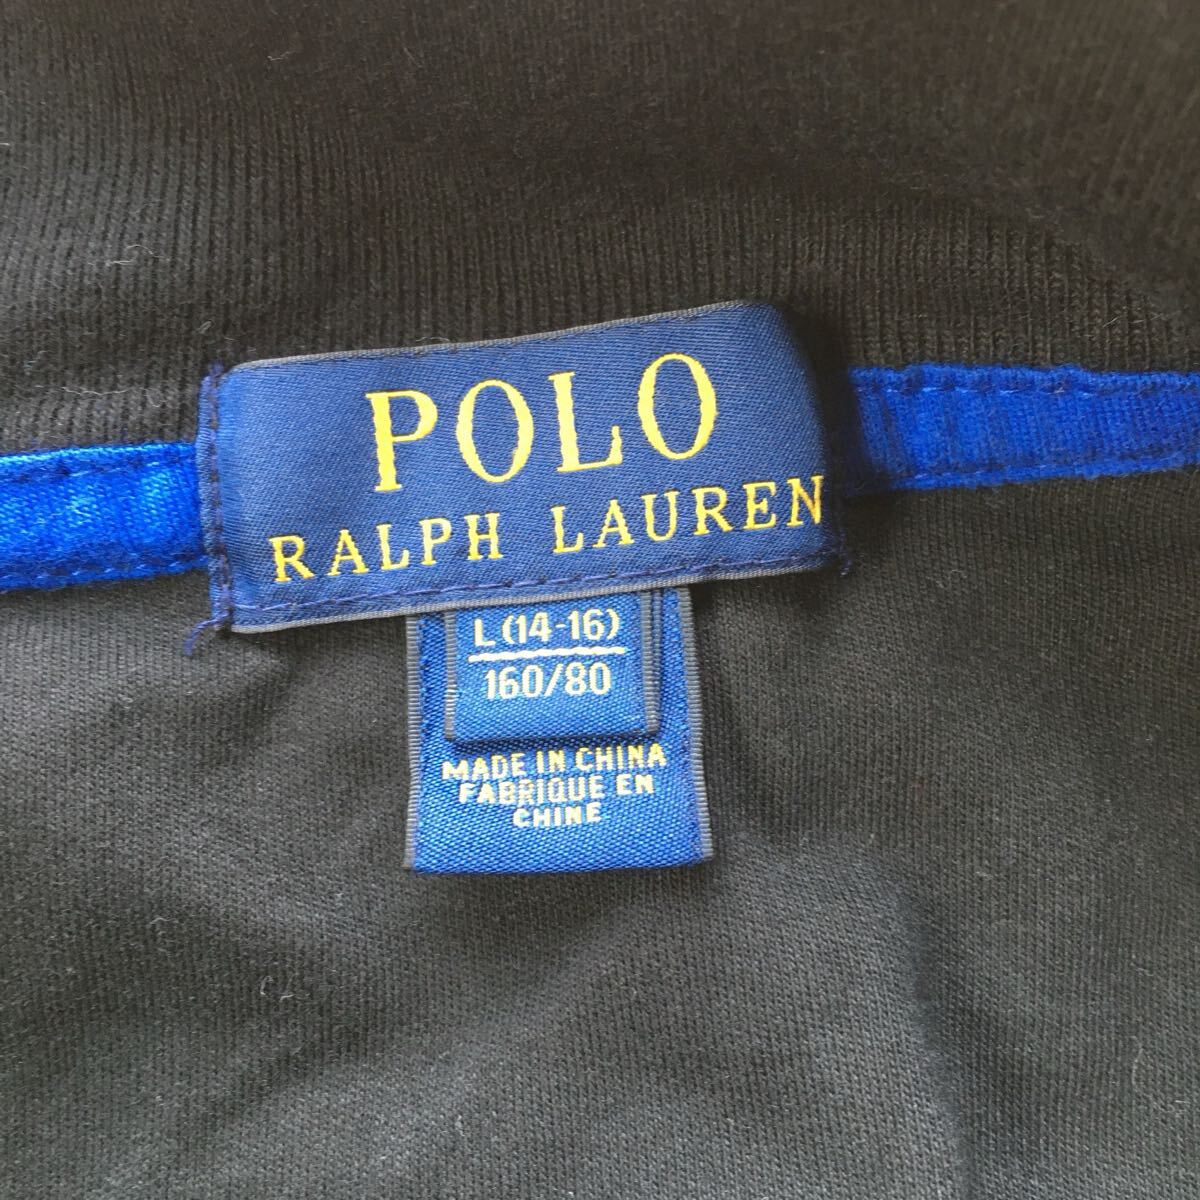 POLO
RALPH LAUREN
L (14-16)
160/80
MADE IN CHINA
FABRIQUE EN
CHINE